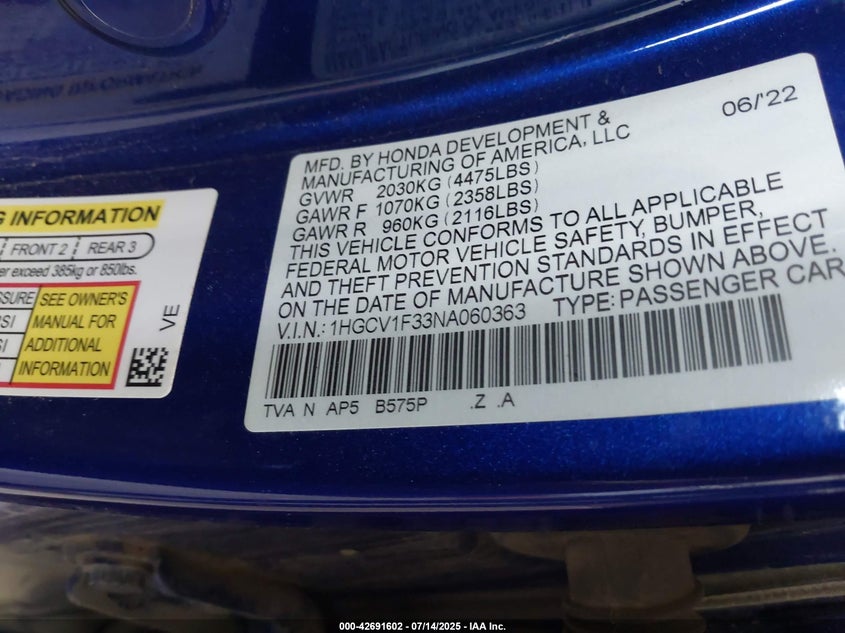 06/'22
MFD. BY HONDA DEVELOPMENT &
MANUFACTURING OF AMERICA, LLC
GVWR 2030KG (4475LBS)
GAWR F 1070KG (2358LBS)
GAWR R 960KG (2116LBS)
THIS VEHICLE CONFORMS TO ALL APPLICABLE
FEDERAL MOTOR VEHICLE SAFETY, BUMPER,
AND THEFT PREVENTION STANDARDS IN EFFECT
ON THE DATE OF MANUFACTURE SHOWN ABOVE.
V.I.N.: 1HGCV1F33NA060363 TYPE: PASSENGER CAR
TVA N AP5 B575P .Z .A
INFORMATION
FRONT 2 REAR 3
exceed 385kg or 850lbs.
SEE OWNER'S
MANUAL FOR
ADDITIONAL
INFORMATION
VE
000-42691602 - 07/14/2025 - IAA Inc.